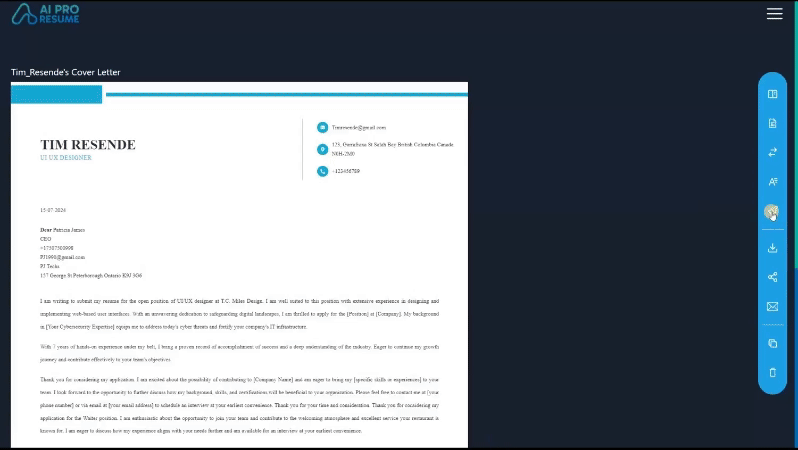 AI PRO
RESUME
Tim_Resende's Cover Letter
TIM RESENDE
UI UX DESIGNER
Timresende@gmail.com
123, Guruibusa St Salah Bay British Colombia Canada
N0H-2M0
+123456789
15-07-2024
Dear Patricia James
CEO
+17587500998
PJ1990@gmail.com
PJ Techs
157 George St Peterborough Ontario K9J 3G6
I am writing to submit my resume for the open position of UI/UX designer at T.C. Miles Design. I am well suited to this position with extensive experience in designing and
implementing web-based user interfaces. With an unwavering dedication to safeguarding digital landscapes, I am thrilled to apply for the [Position] at [Company]. My background
in [Your Cybersecurity Expertise] equips me to address today's cyber threats and fortify your company's IT infrastructure.
With 7 years of hands-on experience under my belt, I bring a proven record of accomplishment of success and a deep understanding of the industry. Eager to continue my growth
journey and contribute effectively to your team's objectives.
Thank you for considering my application. I am excited about the possibility of contributing to [Company Name] and am eager to bring my [specific skills or experiences] to your
team. I look forward to the opportunity to further discuss how my background, skills, and certifications will be beneficial to your organization. Please feel free to contact me at [your
phone number] or via email at [your email address] to schedule an interview at your earliest convenience. Thank you for your time and consideration. Thank you for considering my
application for the Waiter position. I am enthusiastic about the opportunity to join your team and contribute to the welcoming atmosphere and excellent service your restaurant is
known for. I am eager to discuss how my experience aligns with your needs further and am available for an interview at your earliest convenience.